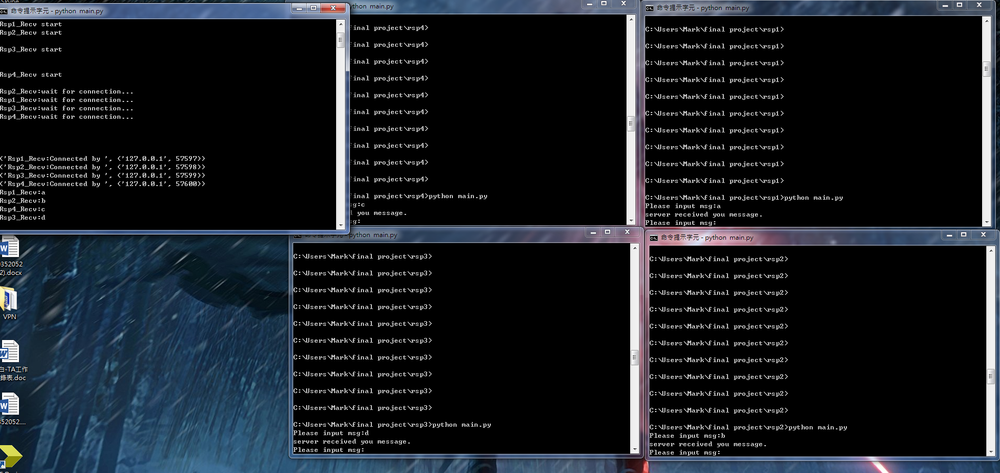 Skype
命令提示字元 - python  main.py
Rsp1_Recv start
Rsp2_Recv start
Rsp3_Recv start
Rsp4_Recv start
Rsp2_Recv:wait for connection...
Rsp1_Recv:wait for connection...
Rsp3_Recv:wait for connection...
Rsp4_Recv:wait for connection...
('Rsp1_Recv:Connected by ', ('127.0.0.1', 57597))
('Rsp2_Recv:Connected by ', ('127.0.0.1', 57598))
('Rsp3_Recv:Connected by ', ('127.0.0.1', 57599))
('Rsp4_Recv:Connected by ', ('127.0.0.1', 57600))
Rsp1_Recv:a
Rsp2_Recv:b
Rsp4_Recv:c
Rsp3_Recv:d
ython  main.py
inal project\rsp4>
inal project\rsp4>
inal project\rsp4>
inal project\rsp4>
inal project\rsp4>
inal project\rsp4>
inal project\rsp4>
inal project\rsp4>
inal project\rsp4>
inal project\rsp4>
inal project\rsp4>python main.py
sg:c
you message.
sg:
命令提示字元 - python  main.py
C:\Users\Mark\final project\rsp1>
C:\Users\Mark\final project\rsp1>
C:\Users\Mark\final project\rsp1>
C:\Users\Mark\final project\rsp1>
C:\Users\Mark\final project\rsp1>
C:\Users\Mark\final project\rsp1>
C:\Users\Mark\final project\rsp1>
C:\Users\Mark\final project\rsp1>
C:\Users\Mark\final project\rsp1>
C:\Users\Mark\final project\rsp1>
C:\Users\Mark\final project\rsp1>python main.py
Please input msg:a
server received you message.
Please input msg:
命令提示字元 - python  main.py
C:\Users\Mark\final project\rsp3>
C:\Users\Mark\final project\rsp3>
C:\Users\Mark\final project\rsp3>
C:\Users\Mark\final project\rsp3>
C:\Users\Mark\final project\rsp3>
C:\Users\Mark\final project\rsp3>
C:\Users\Mark\final project\rsp3>
C:\Users\Mark\final project\rsp3>
C:\Users\Mark\final project\rsp3>
C:\Users\Mark\final project\rsp3>
C:\Users\Mark\final project\rsp3>python main.py
Please input msg:d
server received you message.
Please input msg:
命令提示字元 - python  main.py
C:\Users\Mark\final project\rsp2>
C:\Users\Mark\final project\rsp2>
C:\Users\Mark\final project\rsp2>
C:\Users\Mark\final project\rsp2>
C:\Users\Mark\final project\rsp2>
C:\Users\Mark\final project\rsp2>
C:\Users\Mark\final project\rsp2>
C:\Users\Mark\final project\rsp2>
C:\Users\Mark\final project\rsp2>
C:\Users\Mark\final project\rsp2>
C:\Users\Mark\final project\rsp2>python main.py
Please input msg:b
server received you message.
Please input msg:
0352052
2).docx
VPN
白-TA工作
錄表.doc
352052....